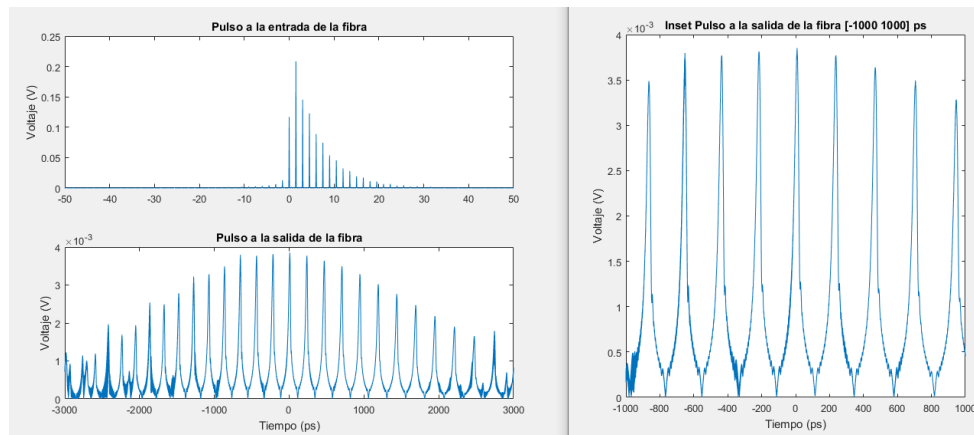 Pulso a la entrada de la fibra
0.25
0.2
0.15
0.1
0.05
0
Voltaje (V)
-50 -40 -30 -20 -10 0 10 20 30 40 50
Pulso a la salida de la fibra
×10⁻³
4
3
2
1
0
Voltaje (V)
-3000 -2000 -1000 0 1000 2000 3000
Tiempo (ps)
Inset Pulso a la salida de la fibra [-1000 1000] ps
×10⁻³
4
3.5
3
2.5
2
1.5
1
0.5
0
Voltaje (V)
-1000 -800 -600 -400 -200 0 200 400 600 800 1000
Tiempo (ps)